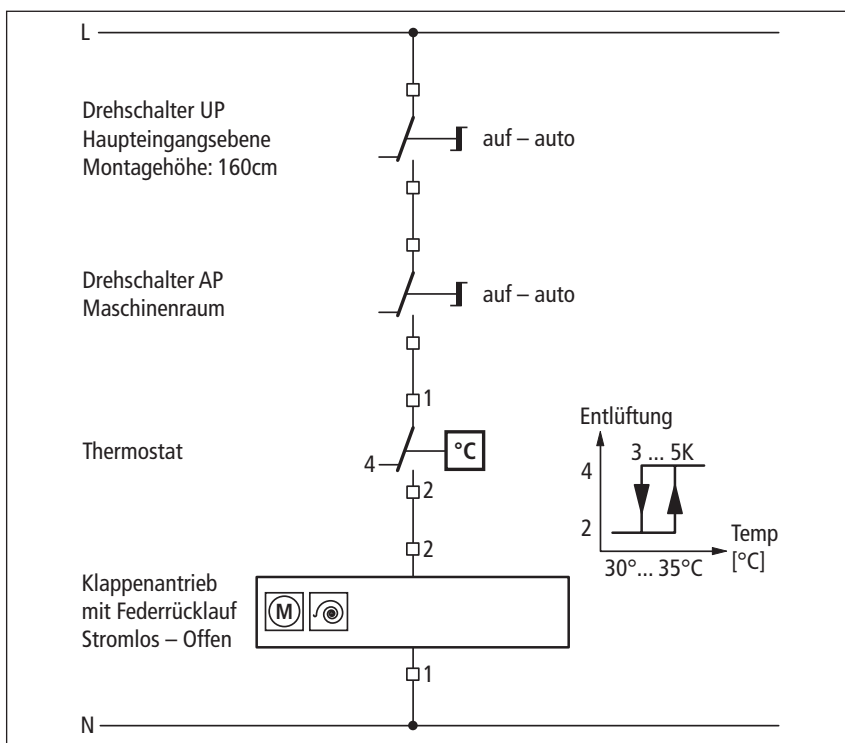 L
Drehschalter UP
Haupteingangsebene
Montagehöhe: 160cm
auf – auto
Drehschalter AP
Maschinenraum
auf – auto
1
Thermostat
4
°C
2
Entlüftung
3 ... 5K
4
2
Temp
[°C]
30°... 35°C
2
Klappenantrieb
mit Federrücklauf
Stromlos – Offen
M
1
N